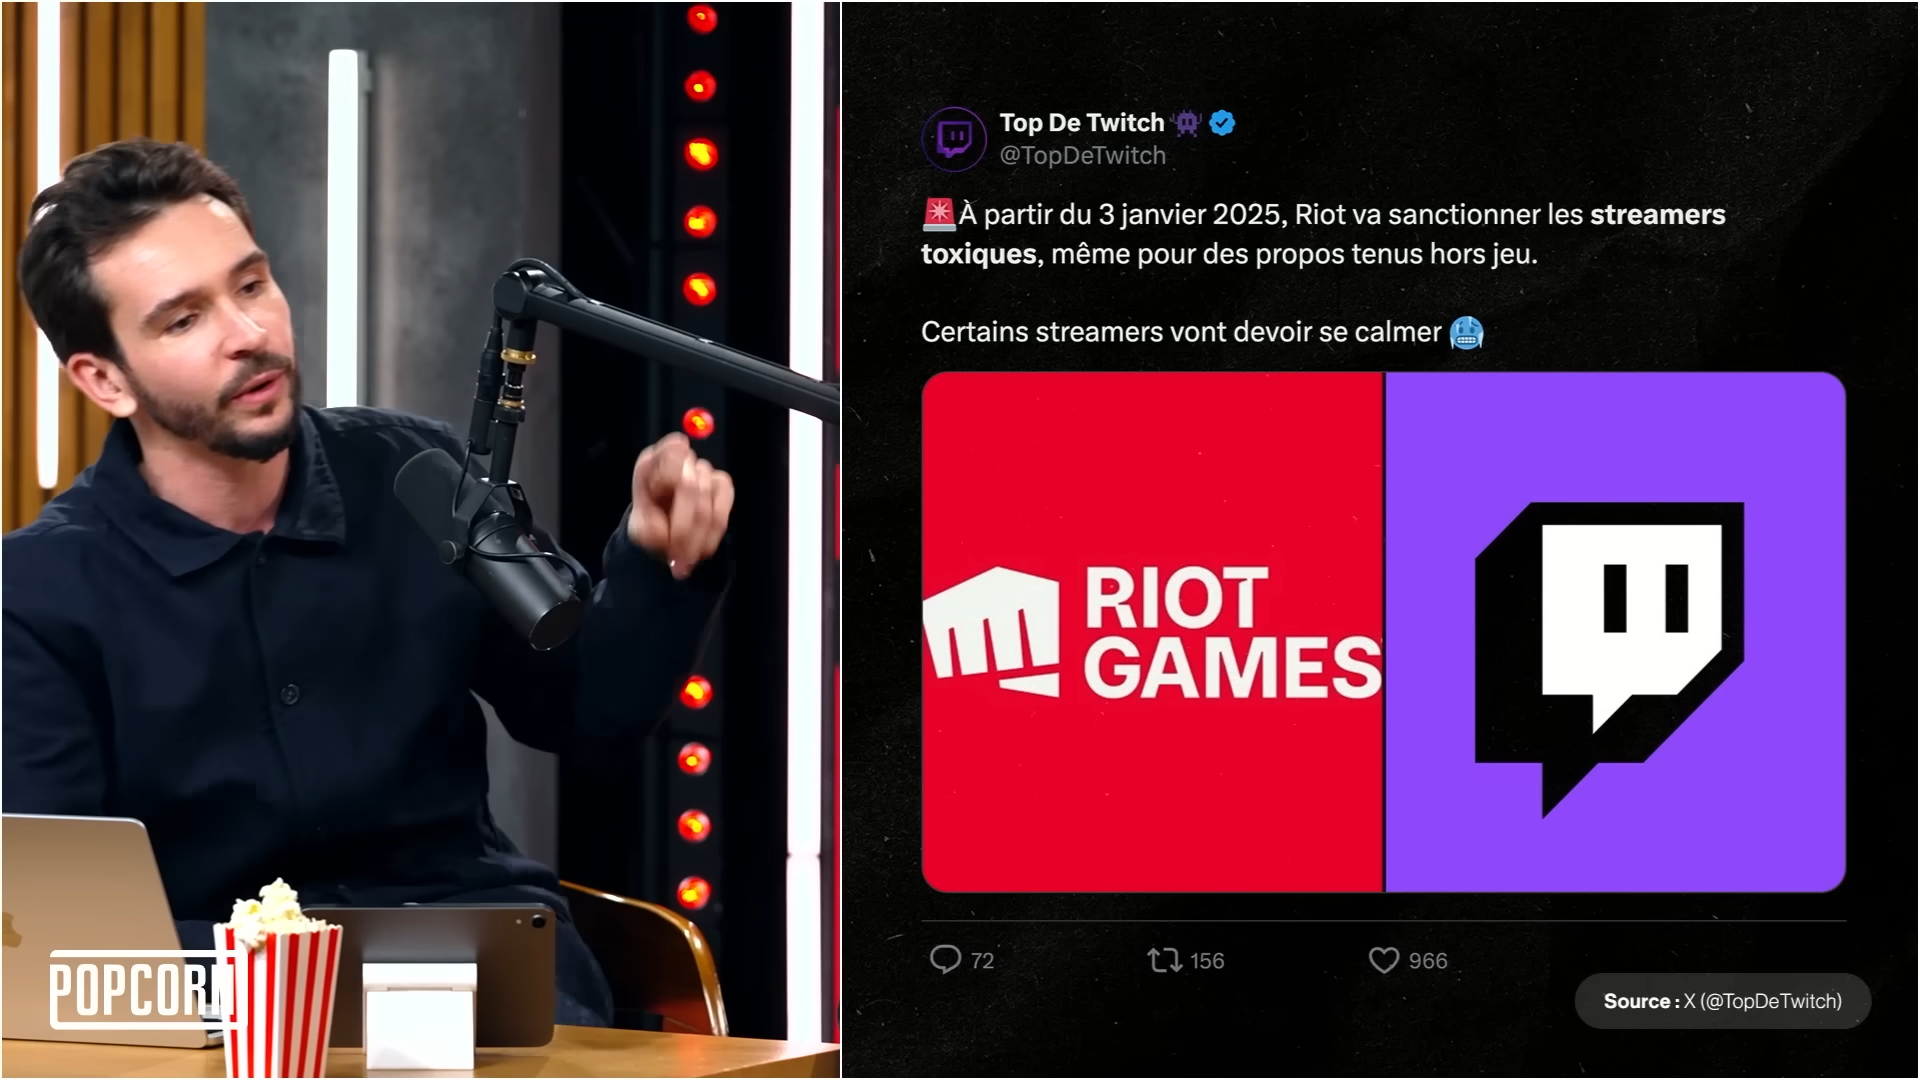 Top De Twitch
@TopDeTwitch
🚨À partir du 3 janvier 2025, Riot va sanctionner les streamers
toxiques, même pour des propos tenus hors jeu.
Certains streamers vont devoir se calmer 🥶
RIOT
GAMES
72
156
966
Source : X (@TopDeTwitch)
POPCORN